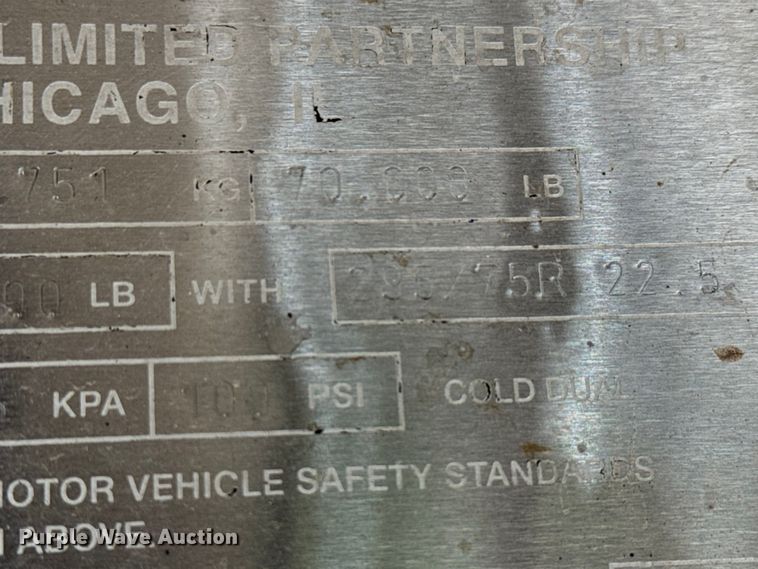 LIMITED PARTNERSHIP
HICAGO, IL
751 KG 70.000 LB
00 LB WITH 295/75R 22.5
KPA 100 PSI COLD DUAL
MOTOR VEHICLE SAFETY STANDARDS
ABOVE.
Purple Wave Auction